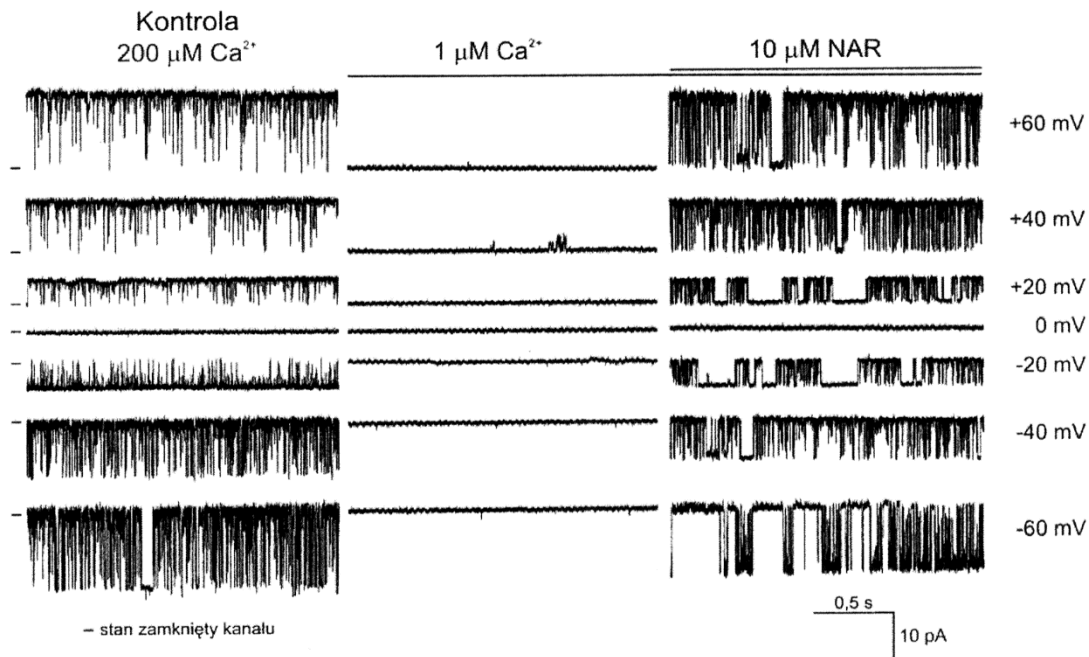 Kontrola
200 µM Ca²⁺
1 µM Ca²⁺
10 µM NAR
+60 mV
+40 mV
+20 mV
0 mV
-20 mV
-40 mV
-60 mV
0,5 s
10 pA
– stan zamknięty kanału